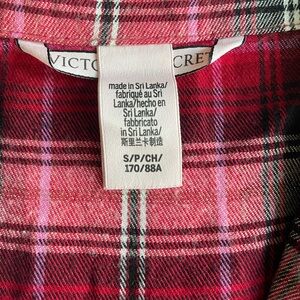 VICTO CRET
made in Sri Lanka/
fabriqué au Sri
Lanka/hecho en
Sri Lanka/
fabbricato
in Sri Lanka/
斯里兰卡制造
S/P/CH/
170/88A